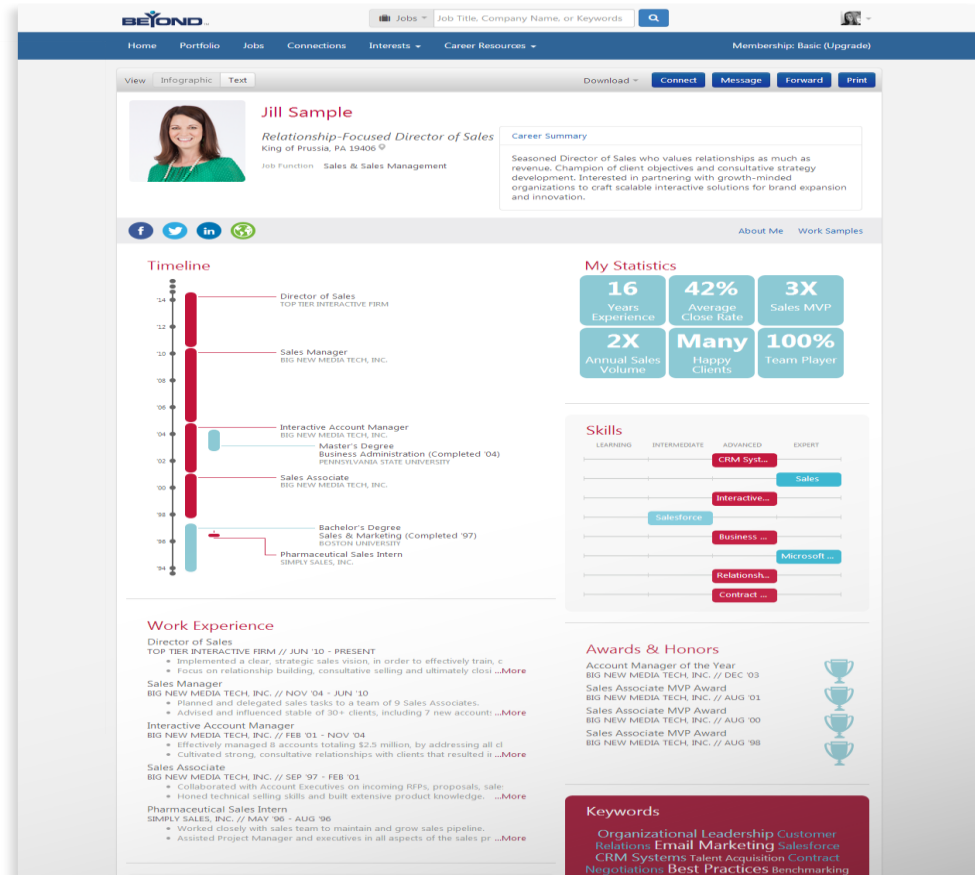 BEYOND
Jobs
Job Title, Company Name, or Keywords
Home Portfolio Jobs Connections Interests Career Resources Membership: Basic (Upgrade)
View Infographic Text Download Connect Message Forward Print
Jill Sample
Relationship-Focused Director of Sales
King of Prussia, PA 19406
Job Function Sales & Sales Management
Career Summary
Seasoned Director of Sales who values relationships as much as
revenue. Champion of client objectives and consultative strategy
development. Interested in partnering with growth-minded
organizations to craft scalable interactive solutions for brand expansion
and innovation.
f in
About Me Work Samples
Timeline
'14
'12
'10
'08
'06
'04
'02
'00
'98
'96
'94
Director of Sales
TOP TIER INTERACTIVE FIRM
Sales Manager
BIG NEW MEDIA TECH, INC.
Interactive Account Manager
BIG NEW MEDIA TECH, INC.
Master's Degree
Business Administration (Completed '04)
PENNSYLVANIA STATE UNIVERSITY
Sales Associate
BIG NEW MEDIA TECH, INC.
Bachelor's Degree
Sales & Marketing (Completed '97)
BOSTON UNIVERSITY
Pharmaceutical Sales Intern
SIMPLY SALES, INC.
My Statistics
16
Years
Experience
42%
Average
Close Rate
3X
Sales MVP
2X
Annual Sales
Volume
Many
Happy
Clients
100%
Team Player
Skills
LEARNING INTERMEDIATE ADVANCED EXPERT
CRM Syst...
Sales
Interactive...
Salesforce
Business ...
Microsoft ...
Relationsh...
Contract ...
Work Experience
Director of Sales
TOP TIER INTERACTIVE FIRM // JUN '10 - PRESENT
Implemented a clear, strategic sales vision, in order to effectively train, c
Focus on relationship building, consultative selling and ultimately closi ...More
Sales Manager
BIG NEW MEDIA TECH, INC. // NOV '04 - JUN '10
Planned and delegated sales tasks to a team of 9 Sales Associates.
Advised and influenced stable of 30+ clients, including 7 new account: ...More
Interactive Account Manager
BIG NEW MEDIA TECH, INC. // FEB '01 - NOV '04
Effectively managed 8 accounts totaling $2.5 million, by addressing all cl
Cultivated strong, consultative relationships with clients that resulted ir ...More
Sales Associate
BIG NEW MEDIA TECH, INC. // SEP '97 - FEB '01
Collaborated with Account Executives on incoming RFPs, proposals, sale:
Honed technical selling skills and built extensive product knowledge. ...More
Pharmaceutical Sales Intern
SIMPLY SALES, INC. // MAY '96 - AUG '96
Worked closely with sales team to maintain and grow sales pipeline.
Assisted Project Manager and executives in all aspects of the sales pr ...More
Awards & Honors
Account Manager of the Year
BIG NEW MEDIA TECH, INC. // DEC '03
Sales Associate MVP Award
BIG NEW MEDIA TECH, INC. // AUG '01
Sales Associate MVP Award
BIG NEW MEDIA TECH, INC. // AUG '00
Sales Associate MVP Award
BIG NEW MEDIA TECH, INC. // AUG '98
Keywords
Organizational Leadership Customer
Relations Email Marketing Salesforce
CRM Systems Talent Acquisition Contract
Negotiations Best Practices Benchmarking